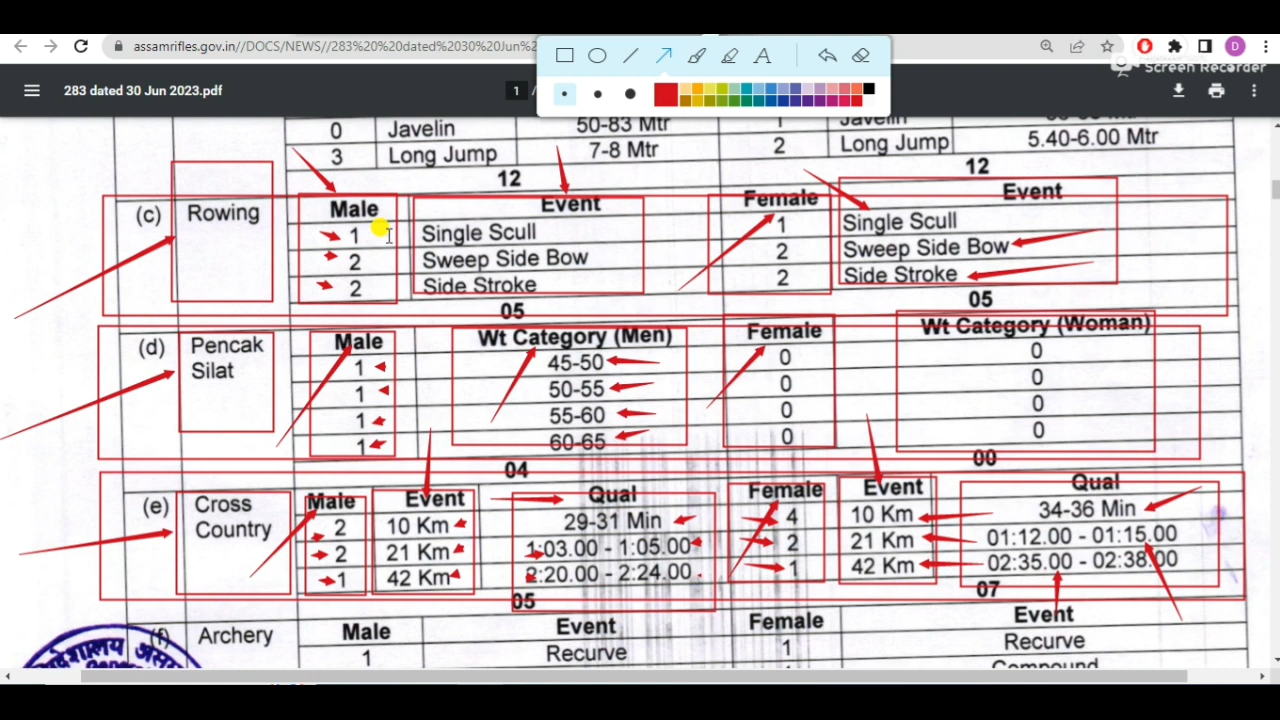 assamrifles.gov.in//DOCS/NEWS//283%20%20dated%2030%20Jun%2
D
Screen Recorder
283 dated 30 Jun 2023.pdf
1 /
A
0 Javelin 50-83 Mtr 1 Javelin
3 Long Jump 7-8 Mtr 2 Long Jump 5.40-6.00 Mtr
12 12
(c) Rowing Male Event Female Event
1 Single Scull 1 Single Scull
2 Sweep Side Bow 2 Sweep Side Bow
2 Side Stroke 2 Side Stroke
05 05
(d) Pencak Silat Male Wt Category (Men) Female Wt Category (Woman)
1 45-50 0 0
1 50-55 0 0
1 55-60 0 0
1 60-65 0 0
04 00
(e) Cross Country Male Event Qual Female Event Qual
2 10 Km 29-31 Min 4 10 Km 34-36 Min
2 21 Km 1:03.00 - 1:05.00 2 21 Km 01:12.00 - 01:15.00
1 42 Km 2:20.00 - 2:24.00 1 42 Km 02:35.00 - 02:38.00
05 07
(f) Archery Male Event Female Event
1 Recurve 1 Recurve
Compound